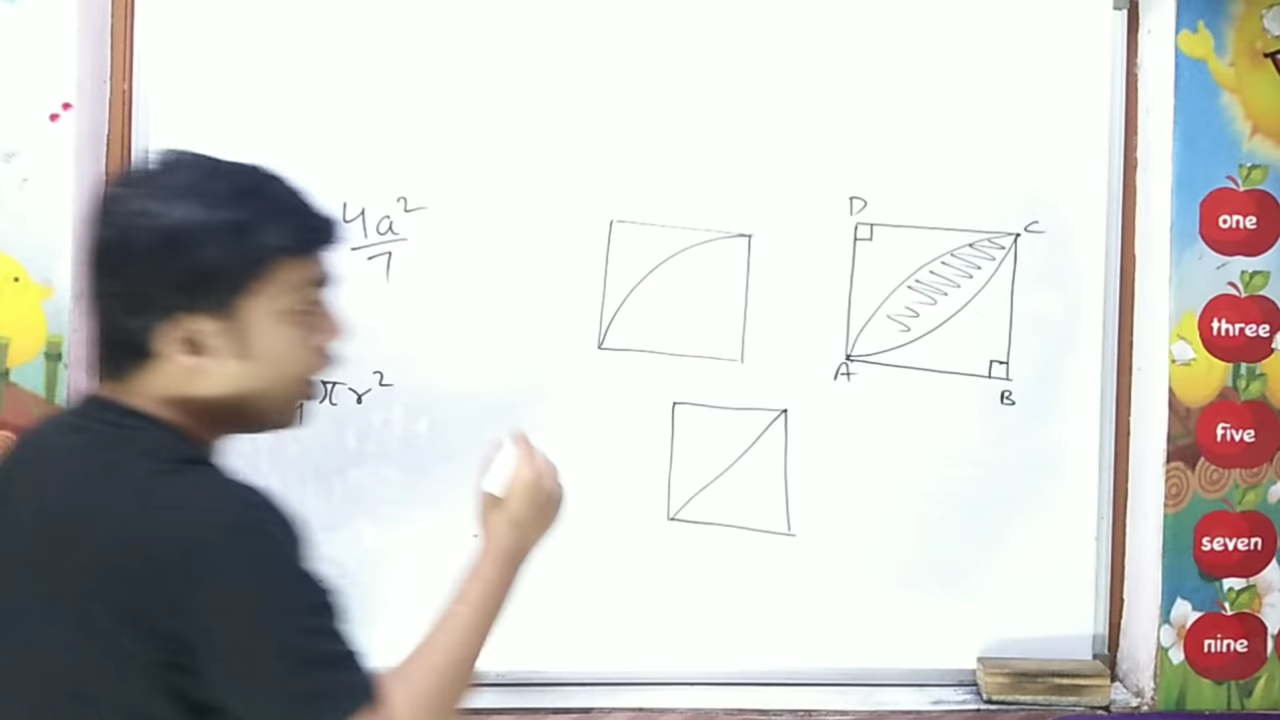 4a²
7
πr²
D
C
A
B
one
three
five
seven
nine